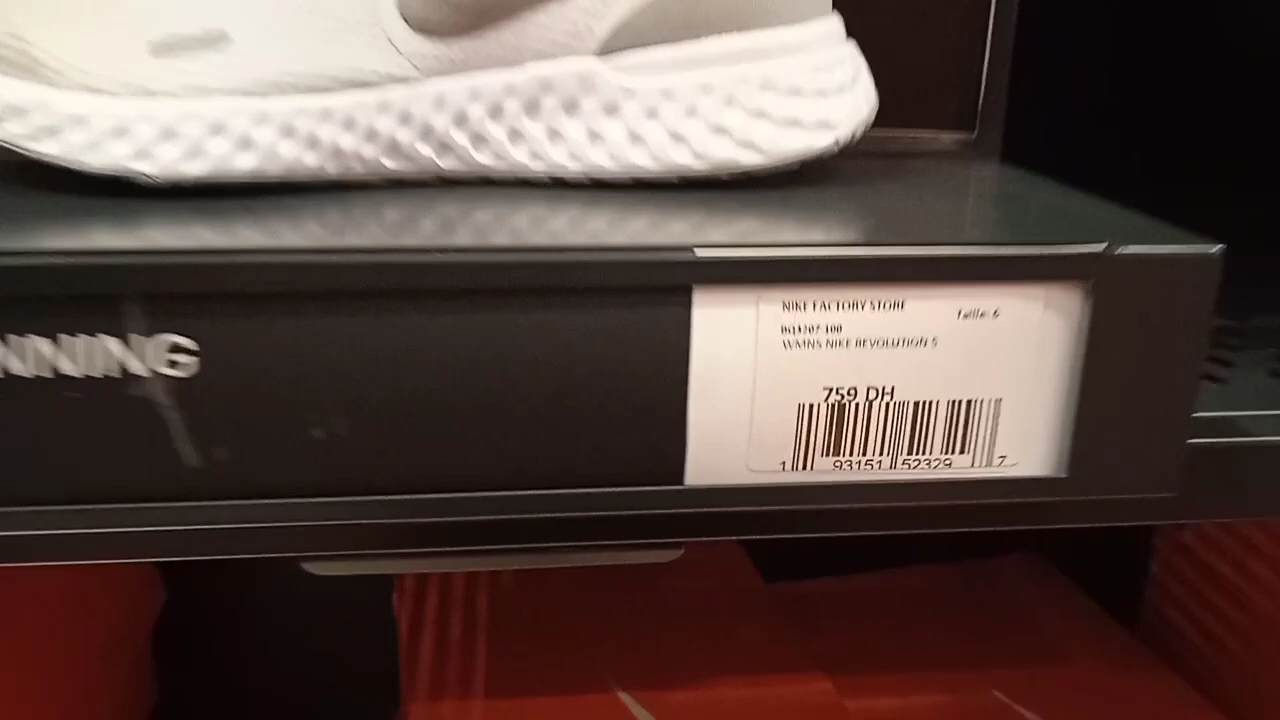 NIKE FACTORY STORE
Taille: 6
BQ3207-100
WMNS NIKE REVOLUTION 5
759 DH
1 93151 52329 7
NNING